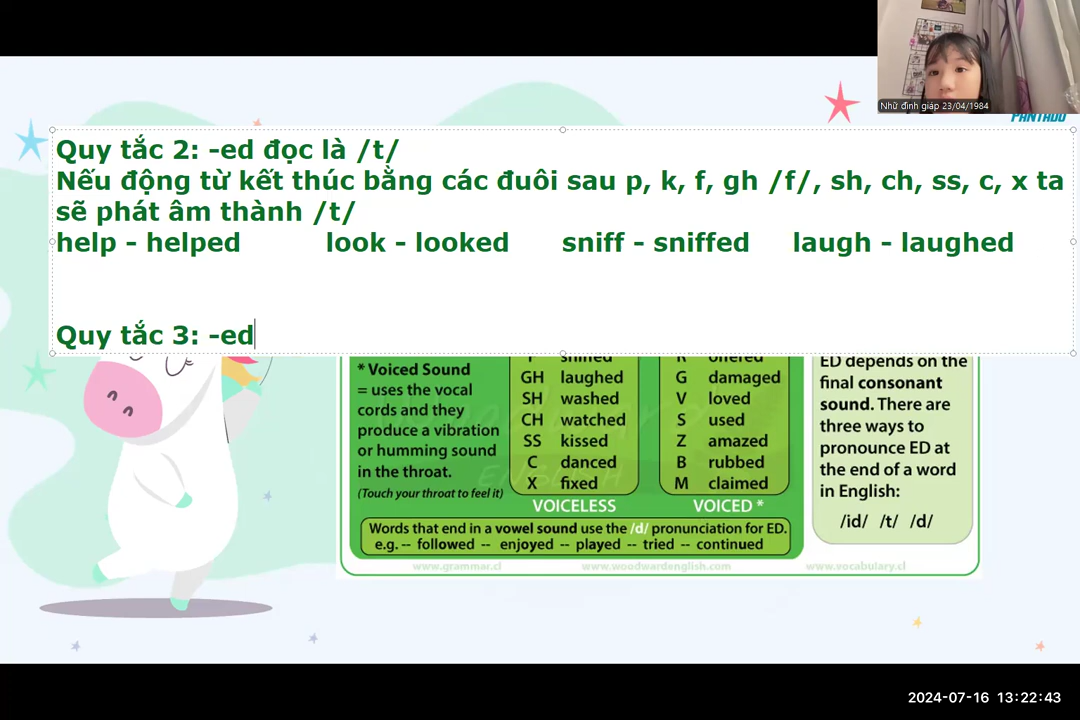 Nhữ đình giáp 23/04/1984
PANTADO
Quy tắc 2: -ed đọc là /t/
Nếu động từ kết thúc bằng các đuôi sau p, k, f, gh /f/, sh, ch, ss, c, x ta
sẽ phát âm thành /t/
help - helped look - looked sniff - sniffed laugh - laughed
Quy tắc 3: -ed
* Voiced Sound
= uses the vocal
cords and they
produce a vibration
or humming sound
in the throat.
(Touch your throat to feel it)
F sniffed
GH laughed
SH washed
CH watched
SS kissed
C danced
X fixed
VOICELESS
R offered
G damaged
V loved
S used
Z amazed
B rubbed
M claimed
VOICED *
Words that end in a vowel sound use the /d/ pronunciation for ED.
e.g. -- followed -- enjoyed -- played -- tried -- continued
ED depends on the
final consonant
sound. There are
three ways to
pronounce ED at
the end of a word
in English:
/id/ /t/ /d/
www.grammar.cl www.woodwardenglish.com www.vocabulary.cl
2024-07-16 13:22:43